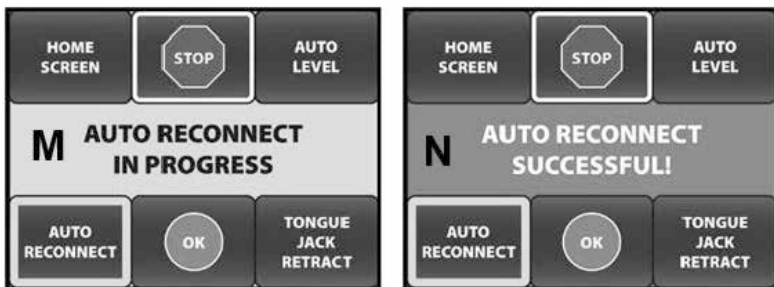 HOME
SCREEN
STOP
AUTO
LEVEL
M
AUTO RECONNECT
IN PROGRESS
AUTO
RECONNECT
OK
TONGUE
JACK
RETRACT
HOME
SCREEN
STOP
AUTO
LEVEL
N
AUTO RECONNECT
SUCCESSFUL!
AUTO
RECONNECT
OK
TONGUE
JACK
RETRACT